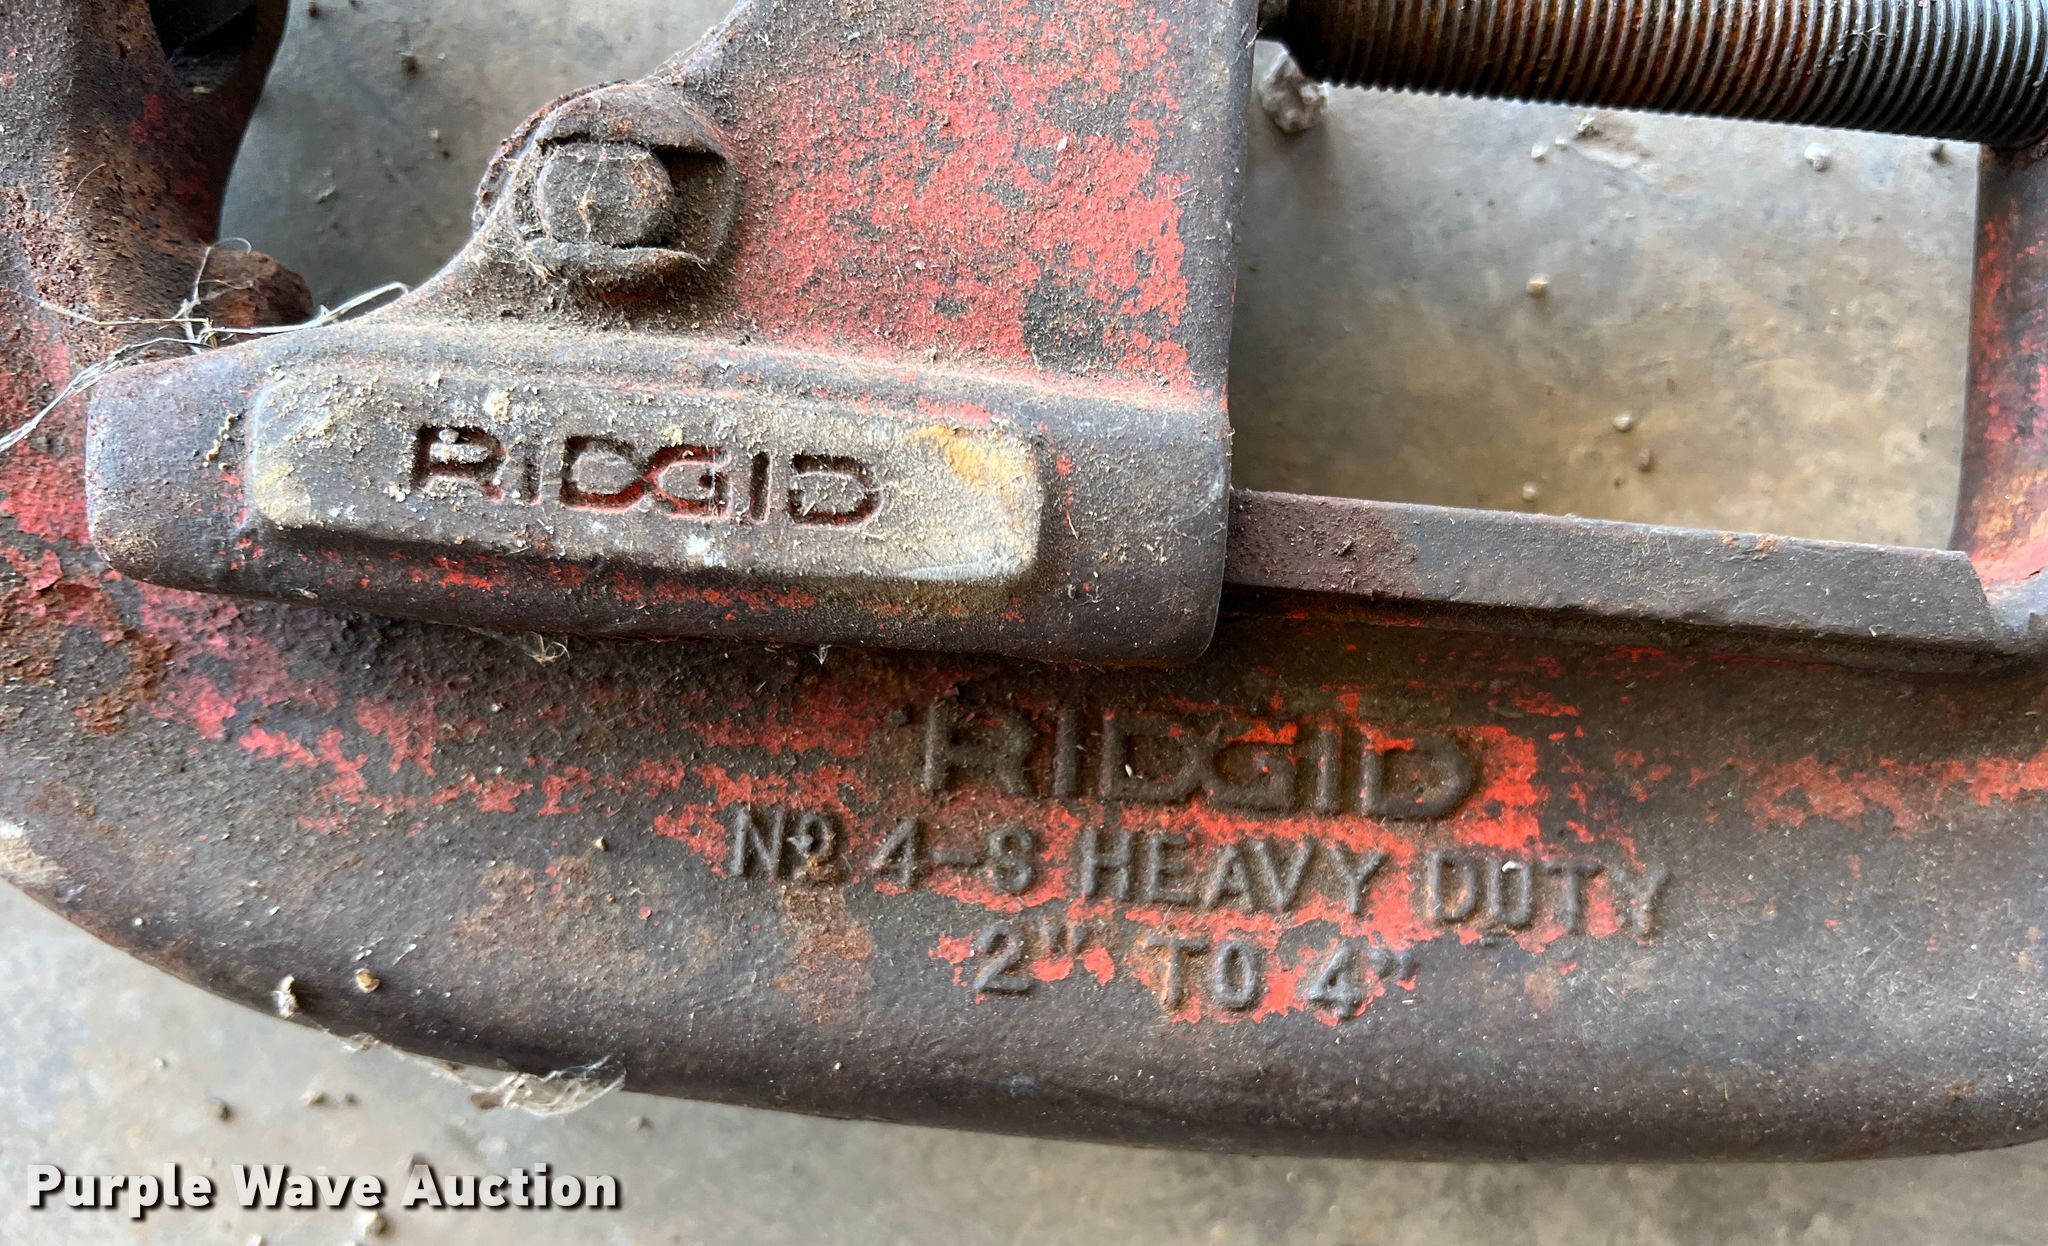 RIDGID
RIDGID
Nº 4-S HEAVY DUTY
2" TO 4"
Purple Wave Auction